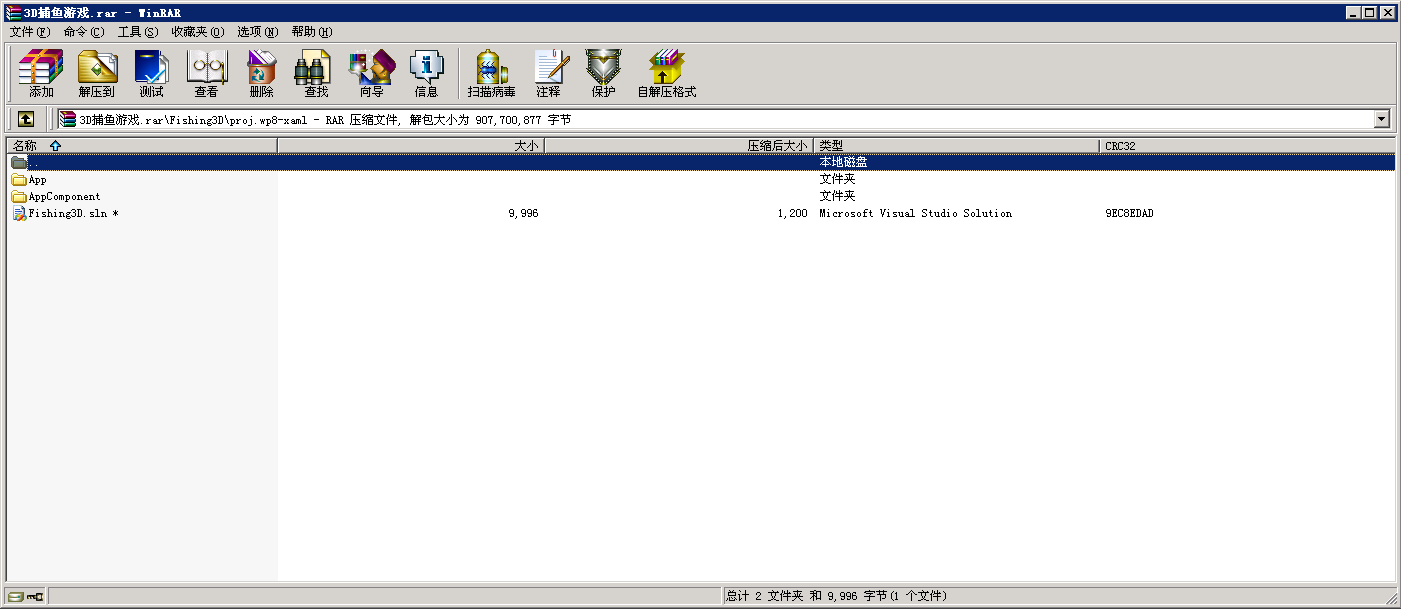 3D捕鱼游戏.rar - WinRAR
文件(F) 命令(C) 工具(S) 收藏夹(O) 选项(N) 帮助(H)
添加 解压到 测试 查看 删除 查找 向导 信息 扫描病毒 注释 保护 自解压格式
3D捕鱼游戏.rar\Fishing3D\proj.wp8-xaml - RAR 压缩文件, 解包大小为 907,700,877 字节
名称 大小 压缩后大小 类型 CRC32
.. 本地磁盘
App 文件夹
AppComponent 文件夹
Fishing3D.sln * 9,996 1,200 Microsoft Visual Studio Solution 9EC8EDAD
总计 2 文件夹 和 9,996 字节(1 个文件)